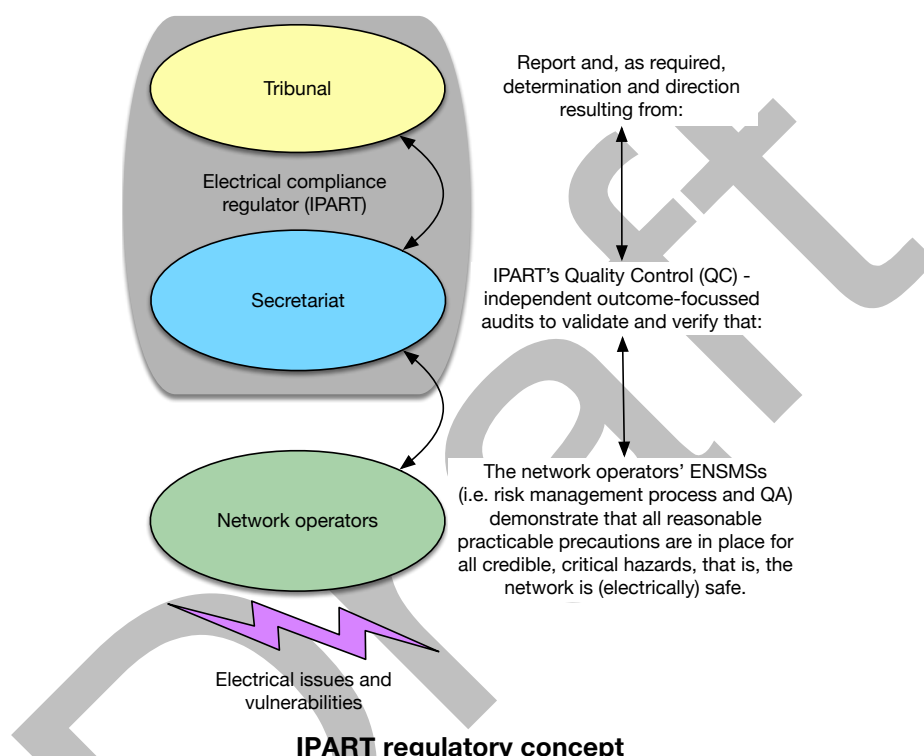 Tribunal
Electrical compliance
regulator (IPART)
Secretariat
Network operators
Electrical issues and
vulnerabilities
Report and, as required,
determination and direction
resulting from:
IPART's Quality Control (QC) -
independent outcome-focussed
audits to validate and verify that:
The network operators' ENSMSs
(i.e. risk management process and QA)
demonstrate that all reasonable
practicable precautions are in place for
all credible, critical hazards, that is, the
network is (electrically) safe.
IPART regulatory concept
Draft